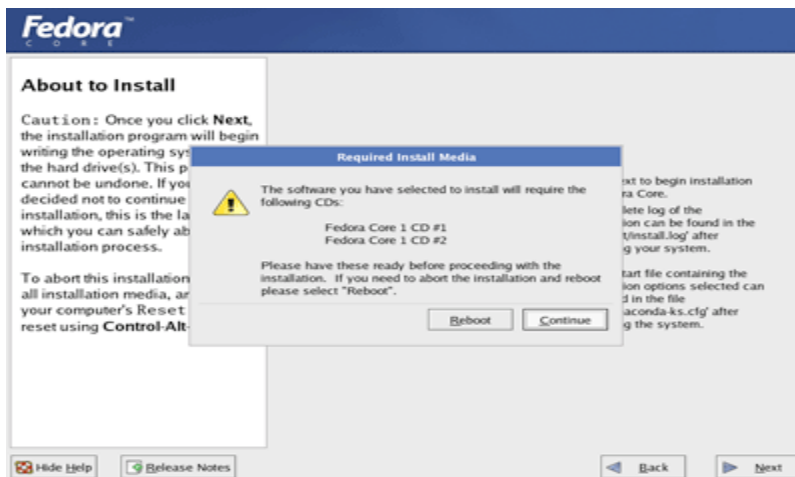 Fedora™
CORE
About to Install
Caution: Once you click Next,
the installation program will begin
writing the operating sys
the hard drive(s). This p
cannot be undone. If you
decided not to continue
installation, this is the la
which you can safely ab
installation process.
To abort this installation
all installation media, an
your computer's Reset
reset using Control-Alt-
Required Install Media
The software you have selected to install will require the
following CDs:
Fedora Core 1 CD #1
Fedora Core 1 CD #2
Please have these ready before proceeding with the
installation. If you need to abort the installation and reboot
please select "Reboot".
Reboot
Continue
ext to begin installation
ra Core.
lete log of the
ion can be found in the
t/install.log' after
g your system.
tart file containing the
ion options selected can
d in the file
aconda-ks.cfg' after
g the system.
Hide Help
Release Notes
Back
Next